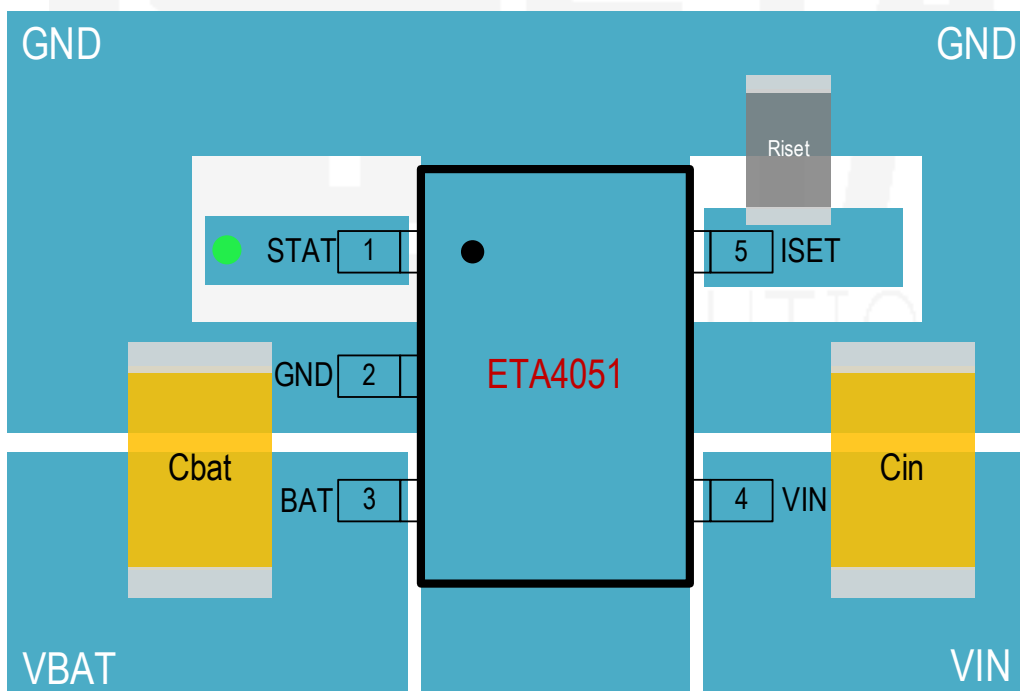 GND GND
Riset
STAT 1 5 ISET
GND 2 ETA4051
Cbat Cin
BAT 3 4 VIN
VBAT VIN